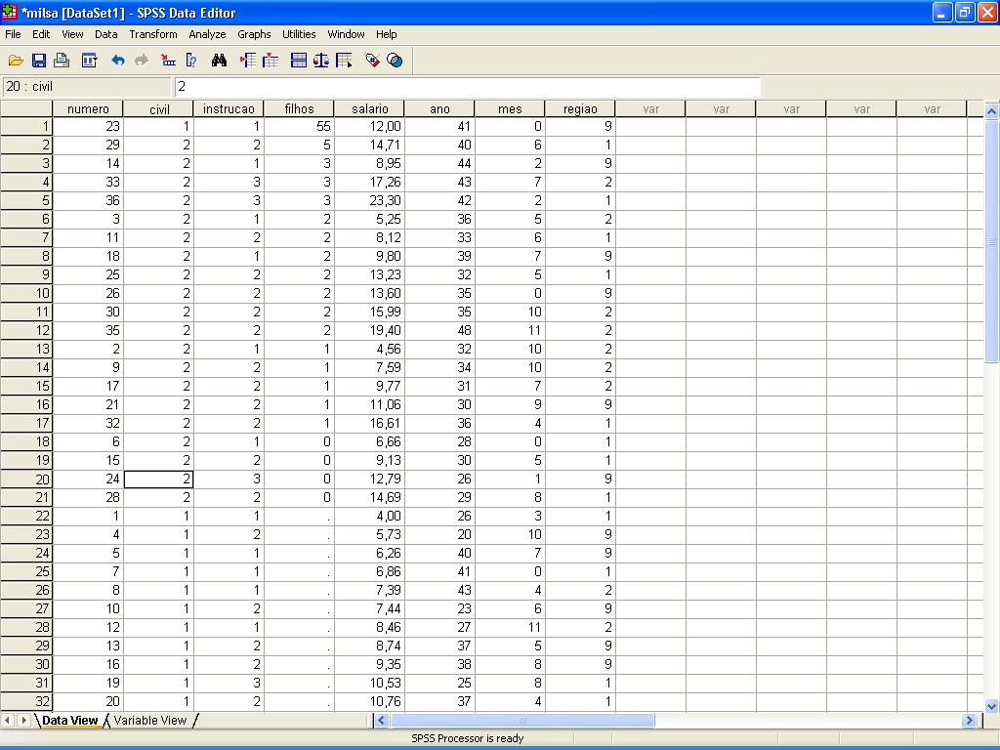 *milsa [DataSet1] - SPSS Data Editor
File Edit View Data Transform Analyze Graphs Utilities Window Help
20 : civil 2
numero civil instrucao filhos salario ano mes regiao var var var var var
1 23 1 1 55 12,00 41 0 9
2 29 2 2 5 14,71 40 6 1
3 14 2 1 3 8,95 44 2 9
4 33 2 3 3 17,26 43 7 2
5 36 2 3 3 23,30 42 2 1
6 3 2 1 2 5,25 36 5 2
7 11 2 2 2 8,12 33 6 1
8 18 2 1 2 9,80 39 7 9
9 25 2 2 2 13,23 32 5 1
10 26 2 2 2 13,60 35 0 9
11 30 2 2 2 15,99 35 10 2
12 35 2 2 2 19,40 48 11 2
13 2 2 1 1 4,56 32 10 2
14 9 2 2 1 7,59 34 10 2
15 17 2 2 1 9,77 31 7 2
16 21 2 2 1 11,06 30 9 9
17 32 2 2 1 16,61 36 4 1
18 6 2 1 0 6,66 28 0 1
19 15 2 2 0 9,13 30 5 1
20 24 2 3 0 12,79 26 1 9
21 28 2 2 0 14,69 29 8 1
22 1 1 1 . 4,00 26 3 1
23 4 1 2 . 5,73 20 10 9
24 5 1 1 . 6,26 40 7 9
25 7 1 1 . 6,86 41 0 1
26 8 1 1 . 7,39 43 4 2
27 10 1 2 . 7,44 23 6 9
28 12 1 1 . 8,46 27 11 2
29 13 1 2 . 8,74 37 5 9
30 16 1 2 . 9,35 38 8 9
31 19 1 3 . 10,53 25 8 1
32 20 1 2 . 10,76 37 4 1
Data View Variable View
SPSS Processor is ready